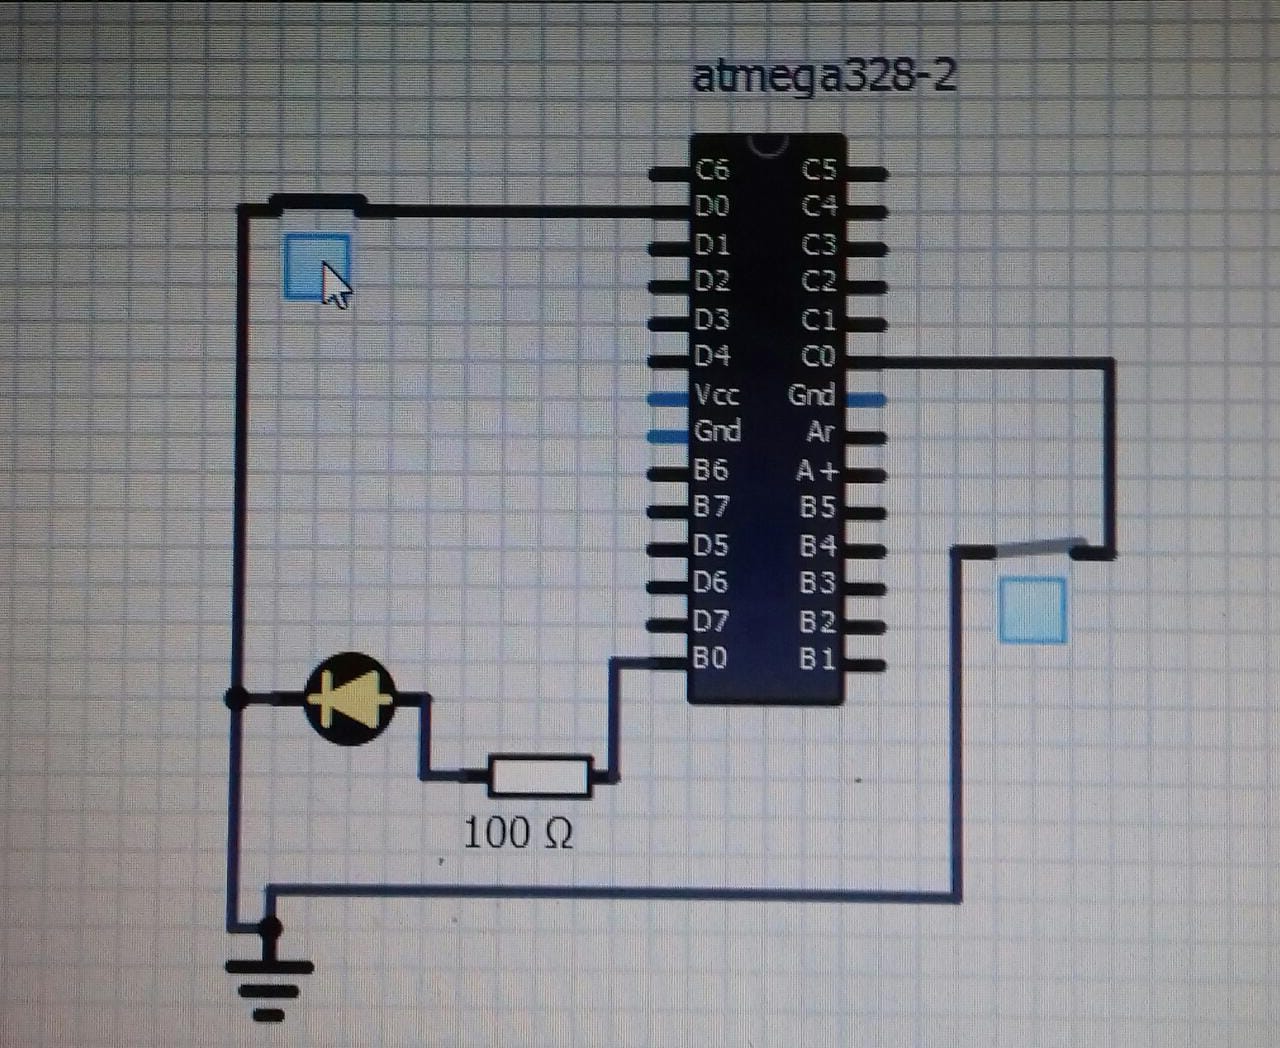 atmega328-2
C6 C5
D0 C4
D1 C3
D2 C2
D3 C1
D4 C0
Vcc Gnd
Gnd Ar
B6 A+
B7 B5
D5 B4
D6 B3
D7 B2
B0 B1
100 Ω